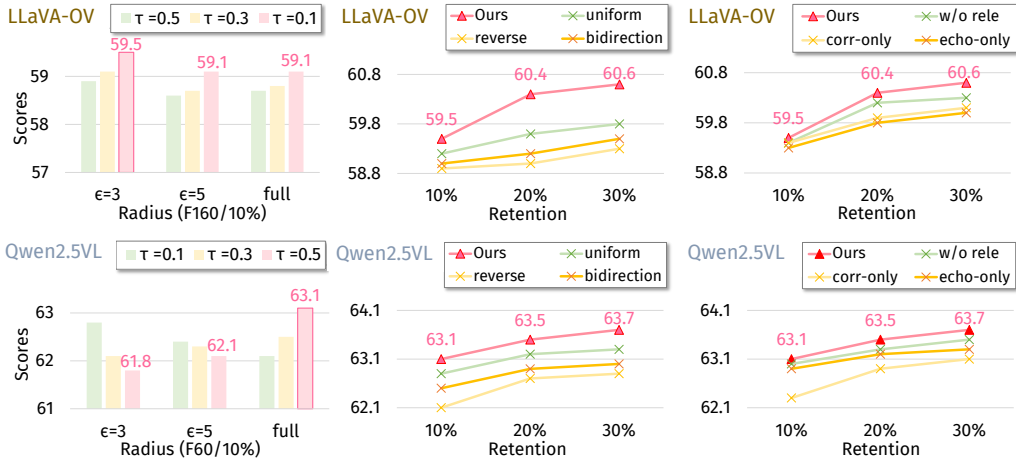 LLaVA-OV
τ =0.5 τ =0.3 τ =0.1
59.5
59.1
59.1
59
58
57
Scores
ϵ=3 ϵ=5 full
Radius (F160/10%)
LLaVA-OV
Ours uniform
reverse bidirection
60.8
59.8
58.8
59.5
60.4
60.6
10% 20% 30%
Retention
LLaVA-OV
Ours w/o rele
corr-only echo-only
60.8
59.8
58.8
59.5
60.4
60.6
10% 20% 30%
Retention
Qwen2.5VL
τ =0.1 τ =0.3 τ =0.5
63.1
61.8
62.1
63
62
61
Scores
ϵ=3 ϵ=5 full
Radius (F60/10%)
Qwen2.5VL
Ours uniform
reverse bidirection
64.1
63.1
62.1
63.1
63.5
63.7
10% 20% 30%
Retention
Qwen2.5VL
Ours w/o rele
corr-only echo-only
64.1
63.1
62.1
63.1
63.5
63.7
10% 20% 30%
Retention